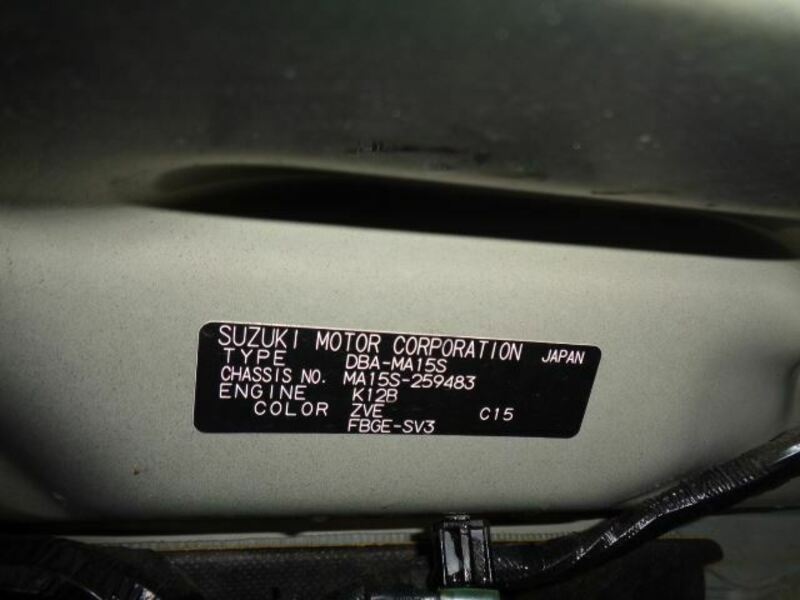 SUZUKI MOTOR CORPORATION JAPAN
TYPE DBA-MA15S
CHASSIS NO. MA15S-259483
ENGINE K12B
COLOR ZVE C15
FBGE-SV3